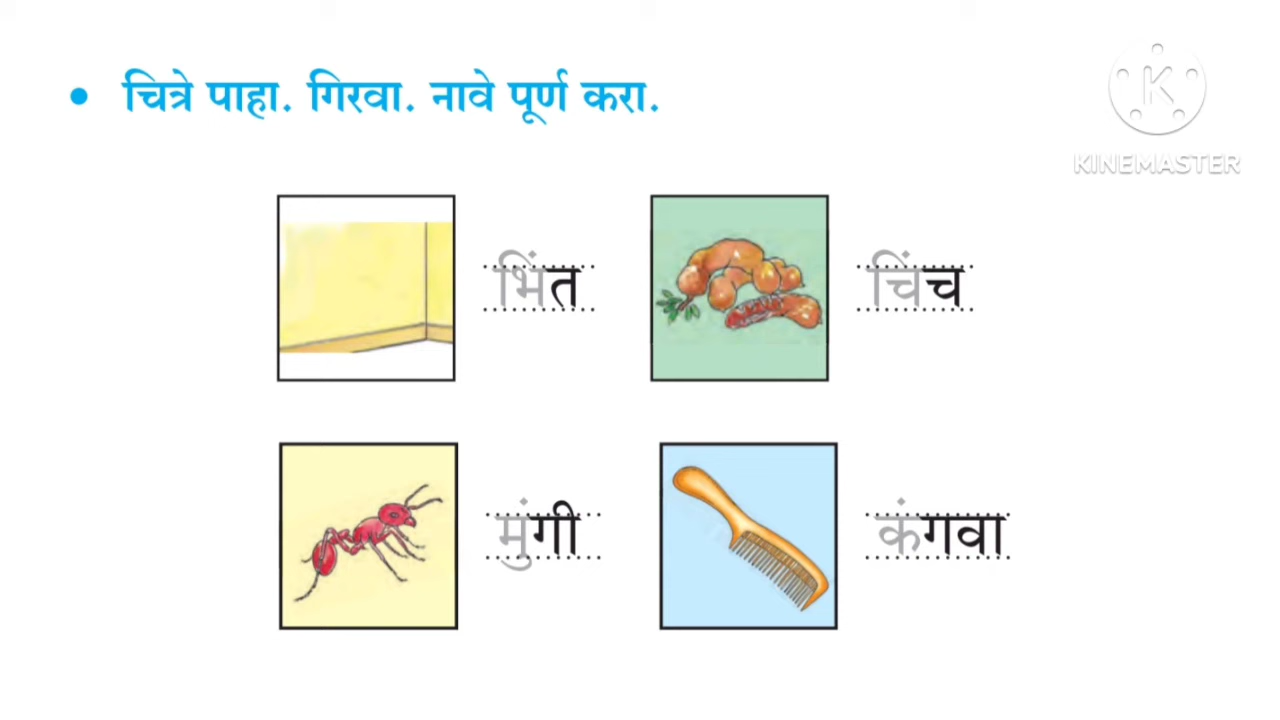 • चित्रे पाहा. गिरवा. नावे पूर्ण करा.
K
KINEMASTER
भिंत
चिंच
मुंगी
कंगवा